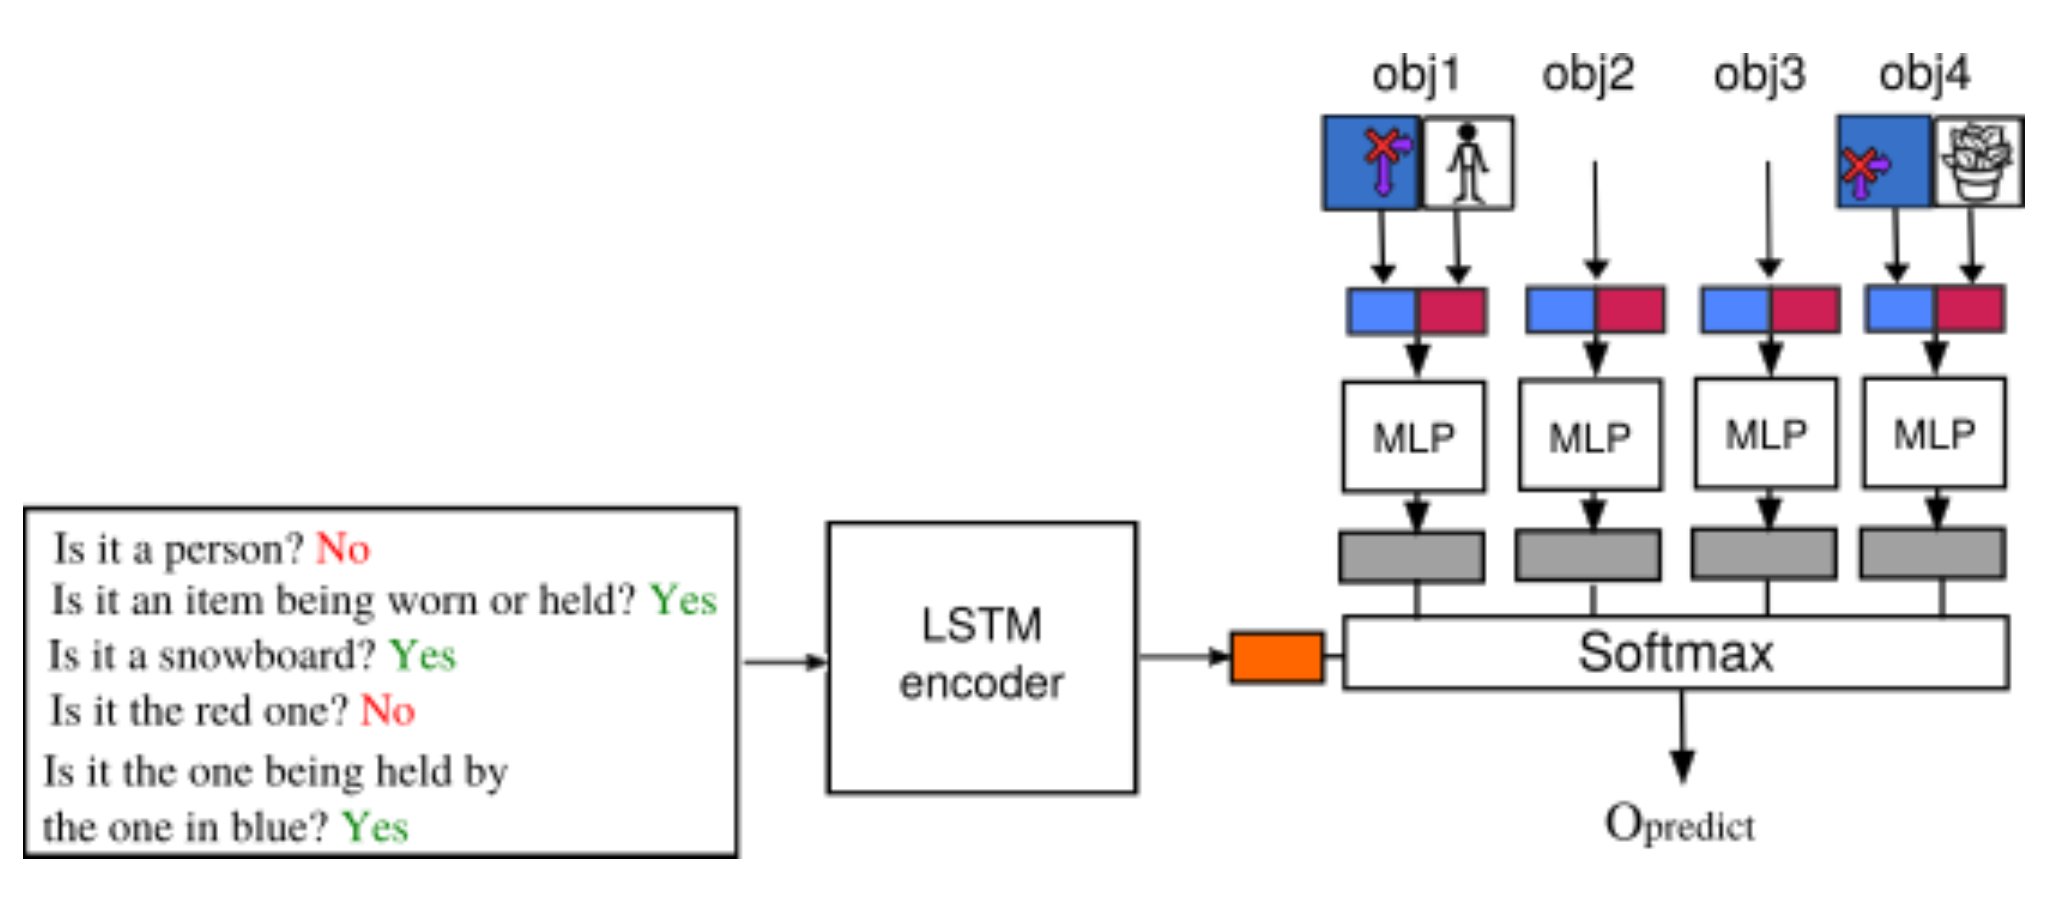 obj1 obj2 obj3 obj4
MLP MLP MLP MLP
Is it a person? No
Is it an item being worn or held? Yes
Is it a snowboard? Yes
Is it the red one? No
Is it the one being held by
the one in blue? Yes
LSTM
encoder
Softmax
Opredict